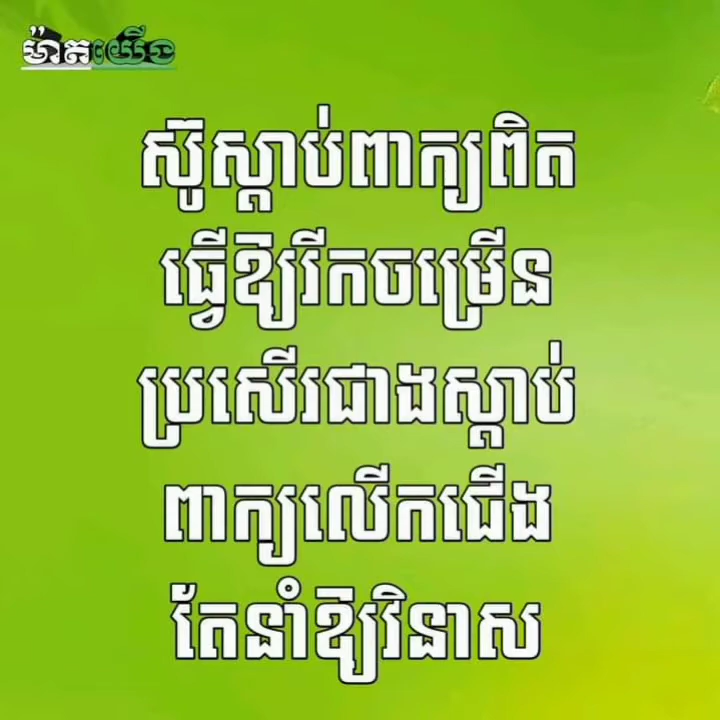 ម៉ាត់យើង
ស៊ូស្តាប់ពាក្យពិត
ធ្វើឱ្យរីកចម្រើន
ប្រសើរជាងស្តាប់
ពាក្យលើកជើង
តែនាំឱ្យវិនាស